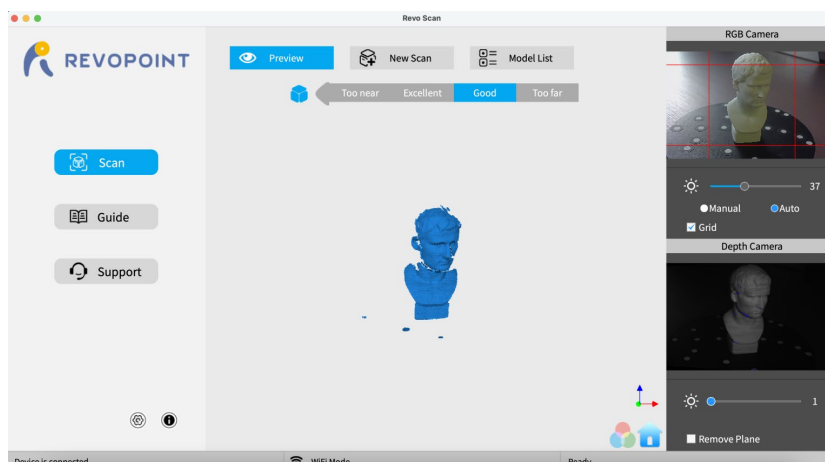 Revo Scan
REVOPOINT
Preview
New Scan
Model List
Too near
Excellent
Good
Too far
Scan
Guide
Support
RGB Camera
37
Manual
Auto
Grid
Depth Camera
1
Remove Plane
Device is connected
WiFi Mode
Ready